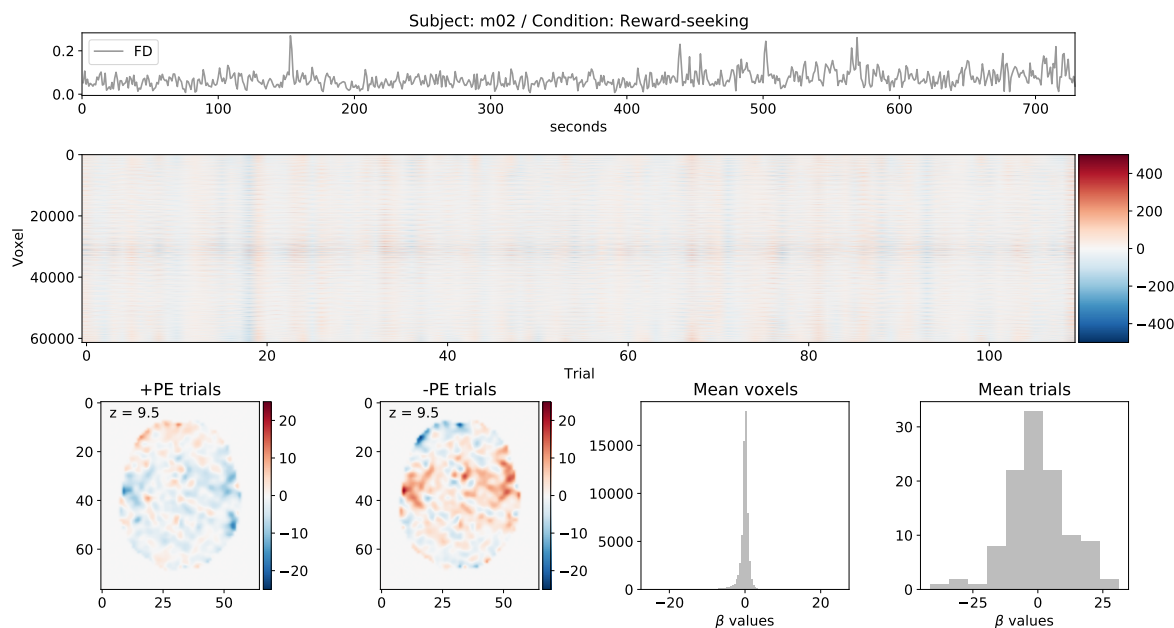 Subject: m02 / Condition: Reward-seeking
0.2
0.0
FD
0 100 200 300 400 500 600 700
seconds
Voxel
0
20000
40000
60000
0 20 40 60 80 100
Trial
400
200
0
−200
−400
+PE trials
z = 9.5
0
20
40
60
0 25 50
20
10
0
−10
−20
-PE trials
z = 9.5
0
20
40
60
0 25 50
20
10
0
−10
−20
Mean voxels
15000
10000
5000
0
−20 0 20
β values
Mean trials
30
20
10
0
−25 0 25
β values